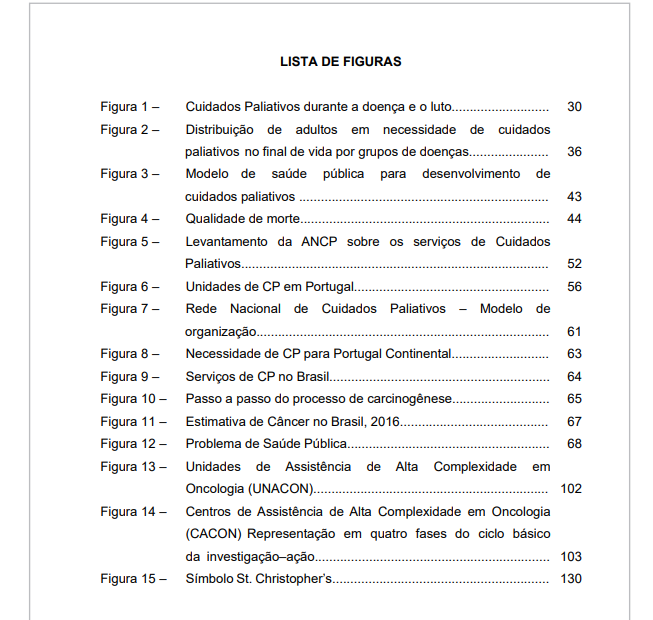 LISTA DE FIGURAS
Figura 1 – Cuidados Paliativos durante a doença e o luto.......................... 30
Figura 2 – Distribuição de adultos em necessidade de cuidados
paliativos no final de vida por grupos de doenças..................... 36
Figura 3 – Modelo de saúde pública para desenvolvimento de
cuidados paliativos .................................................................... 43
Figura 4 – Qualidade de morte.................................................................... 44
Figura 5 – Levantamento da ANCP sobre os serviços de Cuidados
Paliativos.................................................................................... 52
Figura 6 – Unidades de CP em Portugal..................................................... 56
Figura 7 – Rede Nacional de Cuidados Paliativos – Modelo de
organização................................................................................ 61
Figura 8 – Necessidade de CP para Portugal Continental.......................... 63
Figura 9 – Serviços de CP no Brasil............................................................ 64
Figura 10 – Passo a passo do processo de carcinogênese.......................... 65
Figura 11 – Estimativa de Câncer no Brasil, 2016......................................... 67
Figura 12 – Problema de Saúde Pública....................................................... 68
Figura 13 – Unidades de Assistência de Alta Complexidade em
Oncologia (UNACON)................................................................ 102
Figura 14 – Centros de Assistência de Alta Complexidade em Oncologia
(CACON) Representação em quatro fases do ciclo básico
da investigação–ação................................................................ 103
Figura 15 – Símbolo St. Christopher’s........................................................... 130